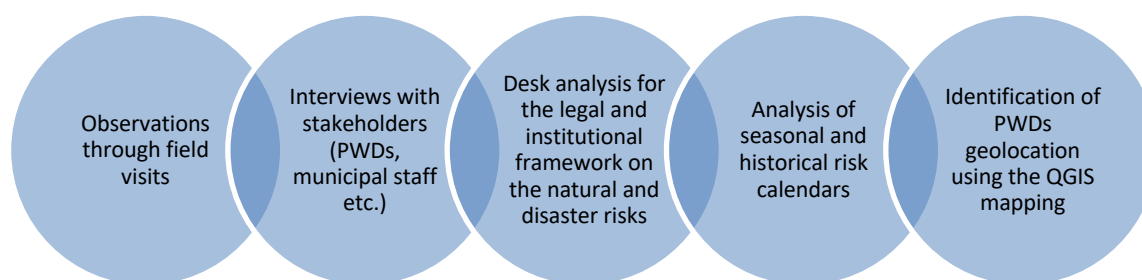 Observations
through field
visits
Interviews with
stakeholders
(PWDs,
municipal staff
etc.)
Desk analysis for
the legal and
institutional
framework on
the natural and
disaster risks
Analysis of
seasonal and
historical risk
calendars
Identification of
PWDs
geolocation
using the QGIS
mapping